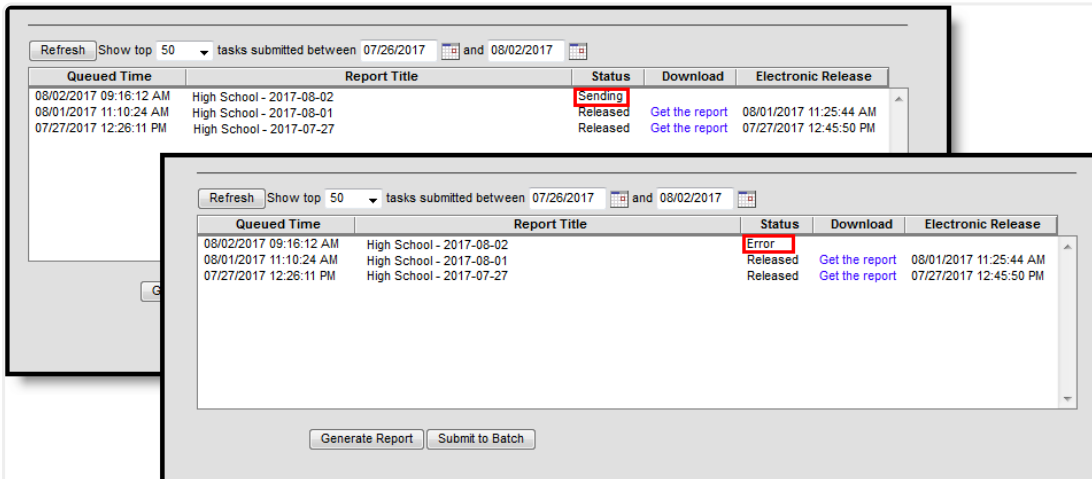 Refresh Show top 50 tasks submitted between 07/26/2017 and 08/02/2017
Queued Time Report Title Status Download Electronic Release
08/02/2017 09:16:12 AM High School - 2017-08-02 Sending
08/01/2017 11:10:24 AM High School - 2017-08-01 Released Get the report 08/01/2017 11:25:44 AM
07/27/2017 12:26:11 PM High School - 2017-07-27 Released Get the report 07/27/2017 12:45:50 PM
G
Refresh Show top 50 tasks submitted between 07/26/2017 and 08/02/2017
Queued Time Report Title Status Download Electronic Release
08/02/2017 09:16:12 AM High School - 2017-08-02 Error
08/01/2017 11:10:24 AM High School - 2017-08-01 Released Get the report 08/01/2017 11:25:44 AM
07/27/2017 12:26:11 PM High School - 2017-07-27 Released Get the report 07/27/2017 12:45:50 PM
Generate Report Submit to Batch